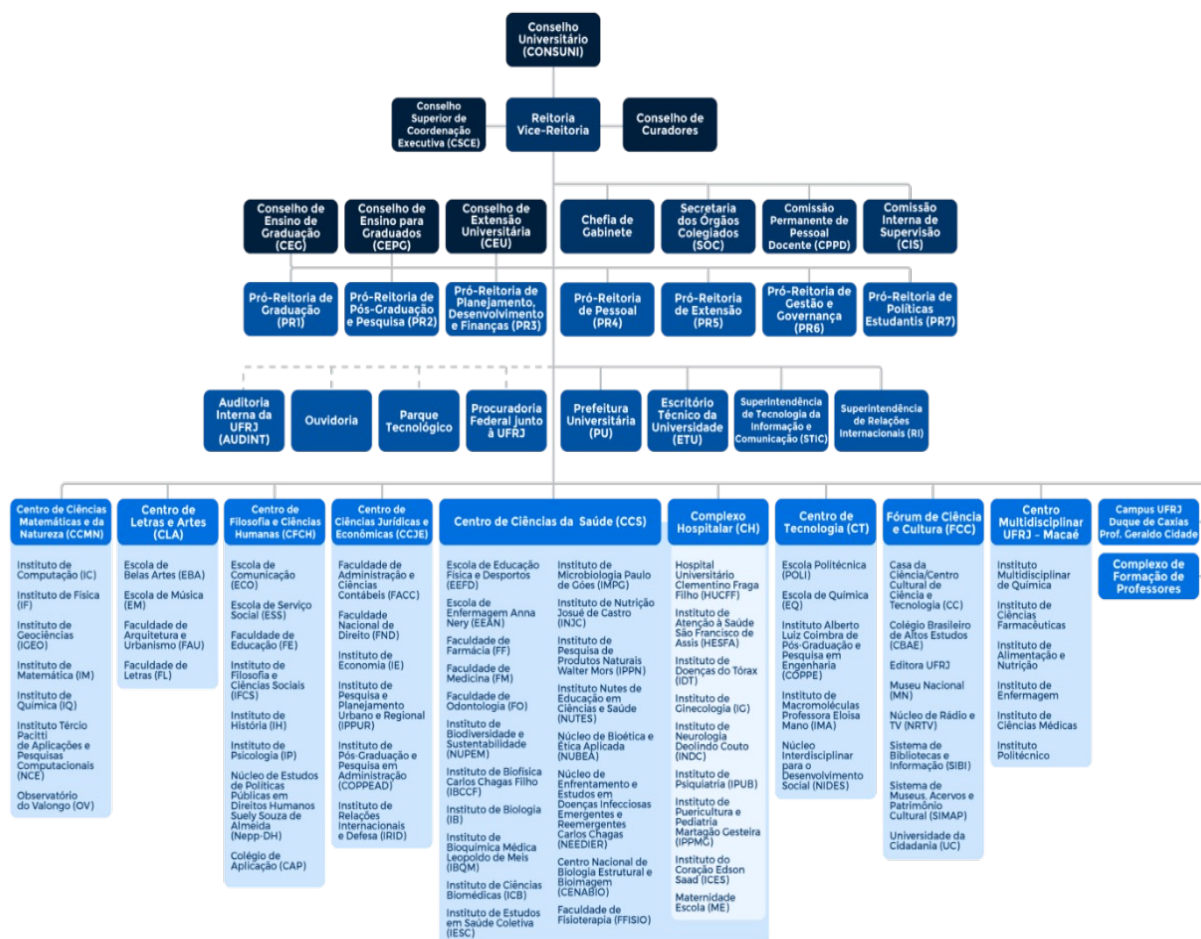 Conselho
Universitário
(CONSUNI)
Conselho
Superior de
Coordenação
Executiva (CSCE)
Reitoria
Vice-Reitoria
Conselho de
Curadores
Conselho de
Ensino de
Graduação
(CEG)
Conselho de
Ensino para
Graduados
(CEPG)
Conselho de
Extensão
Universitária
(CEU)
Chefia de
Gabinete
Secretaria
dos Órgãos
Colegiados
(SOC)
Comissão
Permanente de
Pessoal
Docente (CPPD)
Comissão
Interna de
Supervisão
(CIS)
Pró-Reitoria de
Graduação
(PR1)
Pró-Reitoria de
Pós-Graduação
e Pesquisa (PR2)
Pró-Reitoria de
Planejamento,
Desenvolvimento
e Finanças (PR3)
Pró-Reitoria
de Pessoal
(PR4)
Pró-Reitoria
de Extensão
(PR5)
Pró-Reitoria de
Gestão e
Governança
(PR6)
Pró-Reitoria de
Políticas
Estudantis (PR7)
Auditoria
Interna da
UFRJ
(AUDINT)
Ouvidoria
Parque
Tecnológico
Procuradoria
Federal junto
à UFRJ
Prefeitura
Universitária
(PU)
Escritório
Técnico da
Universidade
(ETU)
Superintendência
de Tecnologia da
Informação e
Comunicação (STIC)
Superintendência
de Relações
Internacionais (RI)
Centro de Ciências
Matemáticas e da
Natureza (CCMN)
Instituto de
Computação (IC)
Instituto de Física
(IF)
Instituto de
Geociências
(IGEO)
Instituto de
Matemática (IM)
Instituto de
Química (IQ)
Instituto Tércio
Pacitti
de Aplicações e
Pesquisas
Computacionais
(NCE)
Observatório
do Valongo (OV)
Centro de
Letras e Artes
(CLA)
Escola de
Belas Artes (EBA)
Escola de Música
(EM)
Faculdade de
Arquitetura e
Urbanismo (FAU)
Faculdade de
Letras (FL)
Centro de
Filosofia e Ciências
Humanas (CFCH)
Escola de
Comunicação
(ECO)
Escola de Serviço
Social (ESS)
Faculdade de
Educação (FE)
Instituto de
Filosofia e
Ciências Sociais
(IFCS)
Instituto de
História (IH)
Instituto de
Psicologia (IP)
Núcleo de Estudos
de Políticas
Públicas em
Direitos Humanos
Suely Souza de
Almeida
(Nepp-DH)
Colégio de
Aplicação (CAP)
Centro de
Ciências Jurídicas e
Econômicas (CCJE)
Faculdade de
Administração e
Ciências
Contábeis (FACC)
Faculdade
Nacional de
Direito (FND)
Instituto de
Economia (IE)
Instituto de
Pesquisa e
Planejamento
Urbano e Regional
(IPPUR)
Instituto de
Pós-Graduação e
Pesquisa em
Administração
(COPPEAD)
Instituto de
Relações
Internacionais
e Defesa (IRID)
Centro de Ciências da Saúde (CCS)
Escola de Educação
Física e Desportos
(EEFD)
Escola de
Enfermagem Anna
Nery (EEAN)
Faculdade de
Farmácia (FF)
Faculdade de
Medicina (FM)
Faculdade de
Odontologia (FO)
Instituto de
Biodiversidade e
Sustentabilidade
(NUPEM)
Instituto de Biofísica
Carlos Chagas Filho
(IBCCF)
Instituto de Biologia
(IB)
Instituto de
Bioquímica Médica
Leopoldo de Meis
(IBQM)
Instituto de Ciências
Biomédicas (ICB)
Instituto de Estudos
em Saúde Coletiva
(IESC)
Instituto de
Microbiologia Paulo
de Góes (IMPG)
Instituto de Nutrição
Josué de Castro
(INJC)
Instituto de
Pesquisa de
Produtos Naturais
Walter Mors (IPPN)
Instituto Nutes de
Educação em
Ciências e Saúde
(NUTES)
Núcleo de Bioética e
Ética Aplicada
(NUBEA)
Núcleo de
Enfrentamento e
Estudos em
Doenças Infecciosas
Emergentes e
Reemergentes
Carlos Chagas
(NEEDIER)
Centro Nacional de
Biologia Estrutural e
Bioimagem
(CENABIO)
Faculdade de
Fisioterapia (FFISIO)
Complexo
Hospitalar (CH)
Hospital
Universitário
Clementino Fraga
Filho (HUCFF)
Instituto de
Atenção à Saúde
São Francisco de
Assis (HESFA)
Instituto de
Doenças do Tórax
(IDT)
Instituto de
Ginecologia (IG)
Instituto de
Neurologia
Deolindo Couto
(INDC)
Instituto de
Psiquiatria (IPUB)
Instituto de
Puericultura e
Pediatria
Martagão Gesteira
(IPPMG)
Instituto do
Coração Edson
Saad (ICES)
Maternidade
Escola (ME)
Centro de
Tecnologia (CT)
Escola Politécnica
(POLI)
Escola de Química
(EQ)
Instituto Alberto
Luiz Coimbra de
Pós-Graduação e
Pesquisa em
Engenharia
(COPPE)
Instituto de
Macromoléculas
Professora Eloisa
Mano (IMA)
Núcleo
Interdisciplinar
para o
Desenvolvimento
Social (NIDES)
Fórum de Ciência
e Cultura (FCC)
Casa da
Ciência/Centro
Cultural de
Ciência e
Tecnologia (CC)
Colégio Brasileiro
de Altos Estudos
(CBAE)
Editora UFRJ
Museu Nacional
(MN)
Núcleo de Rádio e
TV (NRTV)
Sistema de
Bibliotecas e
Informação (SIBI)
Sistema de
Museus, Acervos e
Patrimônio
Cultural (SIMAP)
Universidade da
Cidadania (UC)
Centro
Multidisciplinar
UFRJ – Macaé
Instituto
Multidisciplinar
de Química
Instituto de
Ciências
Farmacêuticas
Instituto de
Alimentação e
Nutrição
Instituto de
Enfermagem
Instituto de
Ciências Médicas
Instituto
Politécnico
Campus UFRJ
Duque de Caxias
Prof. Geraldo Cidade
Complexo de
Formação de
Professores